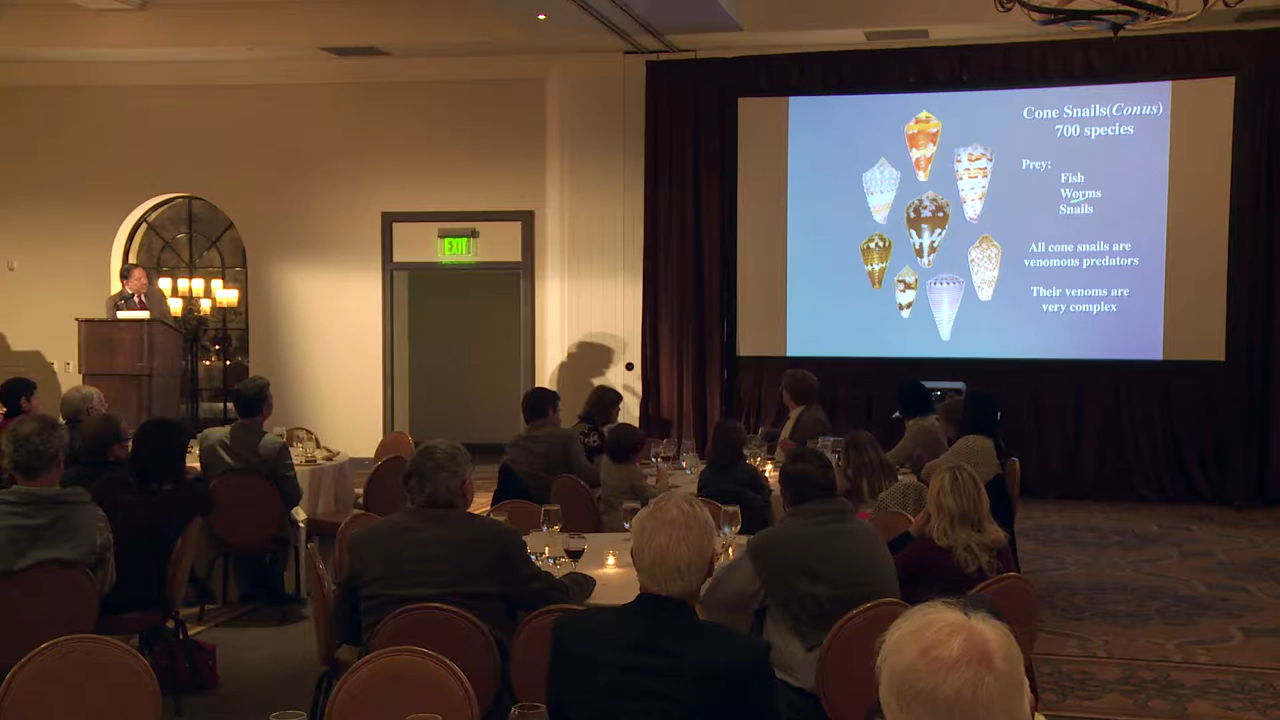 EXIT
Cone Snails(Conus)
700 species
Prey:
Fish
Worms
Snails
All cone snails are
venomous predators
Their venoms are
very complex